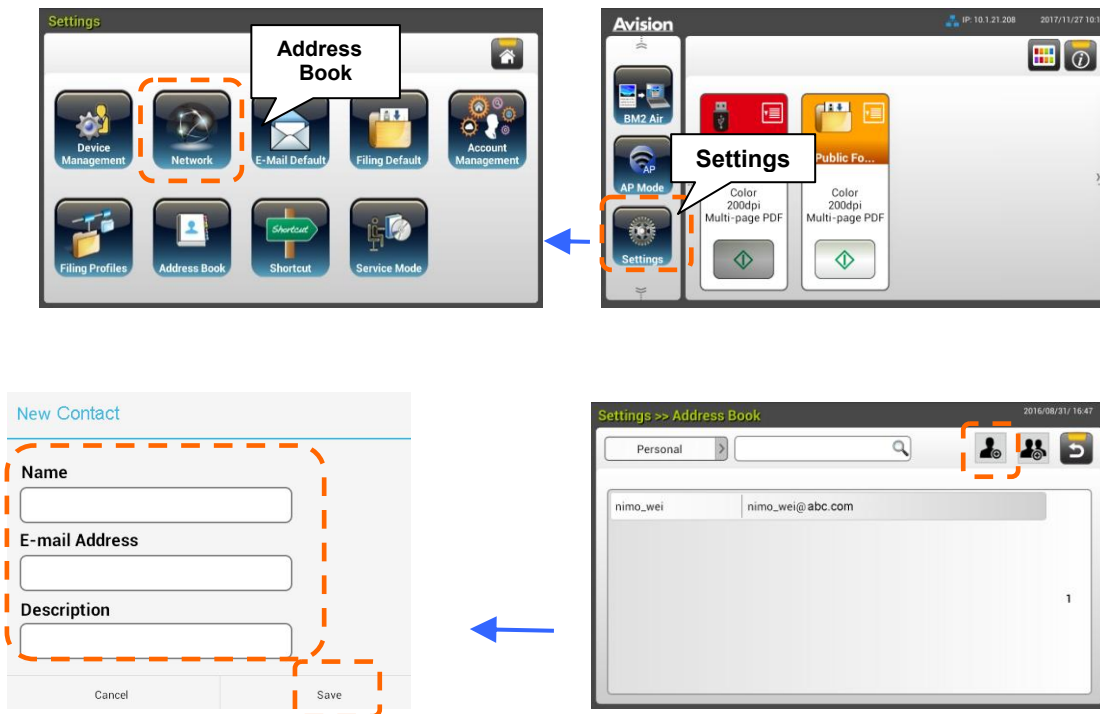 Settings
Address
Book
Device
Management
Network
E-Mail Default
Filing Default
Account
Management
Filing Profiles
Address Book
Shortcut
Shortcut
Service Mode
Avision
IP: 10.1.21.208
2017/11/27 10:1
BM2 Air
AP
AP Mode
Settings
Settings
Public Fo...
Color
200dpi
Multi-page PDF
Color
200dpi
Multi-page PDF
New Contact
Name
E-mail Address
Description
Cancel
Save
Settings >> Address Book
2016/08/31/ 16:47
Personal
nimo_wei
nimo_wei@abc.com
1